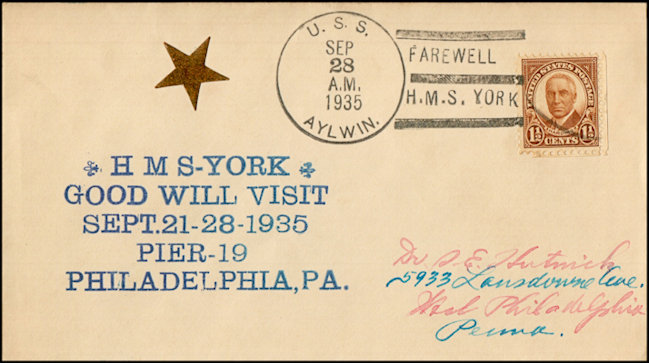 U. S. S.
SEP
28
A.M.
1935
AYLWIN.
FAREWELL
H.M.S. YORK
UNITED STATES POSTAGE
1½ 1½
CENTS
H M S-YORK
GOOD WILL VISIT
SEPT.21-28-1935
PIER-19
PHILADELPHIA,PA.
Dr
5933 Lansdowne Ave.
West Philadelphia
Penna.